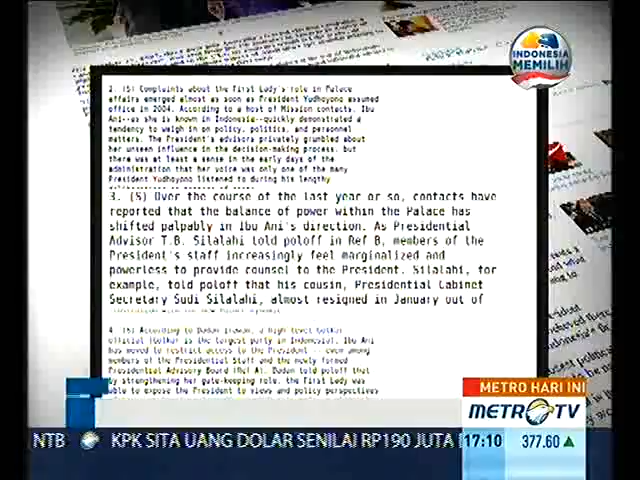 INDONESIA
MEMILIH
2. (S) Complaints about the First Lady's role in Palace
affairs emerged almost as soon as President Yudhoyono assumed
office in 2004. According to a host of Mission contacts, Ibu
Ani--as she is known in Indonesia--quickly demonstrated a
tendency to weigh in on policy, politics, and personnel
matters. The President's advisors privately grumbled about
her unseen influence in the decision-making process, but
there was at least a sense in the early days of the
administration that her voice was only one of the many
President Yudhoyono listened to during his lengthy
3. (S) Over the course of the last year or so, contacts have
reported that the balance of power within the Palace has
shifted palpably in Ibu Ani's direction. As Presidential
Advisor T.B. Silalahi told poloff in Ref B, members of the
President's staff increasingly feel marginalized and
powerless to provide counsel to the President. Silalahi, for
example, told poloff that his cousin, Presidential Cabinet
Secretary Sudi Silalahi, almost resigned in January out of
4. (S) According to Dadan Irawan, a high-level Golkar
official (Golkar is the largest party in Indonesia), Ibu Ani
has moved to restrict access to the President -- even among
members of the Presidential Staff and the newly formed
Presidential Advisory Board (Ref A). Dadan told poloff that
by strengthening her gate-keeping role, the First Lady was
able to expose the President to views and policy perspectives
METRO HARI INI
METRO TV
NTB KPK SITA UANG DOLAR SENILAI RP190 JUTA 17:10 377.60